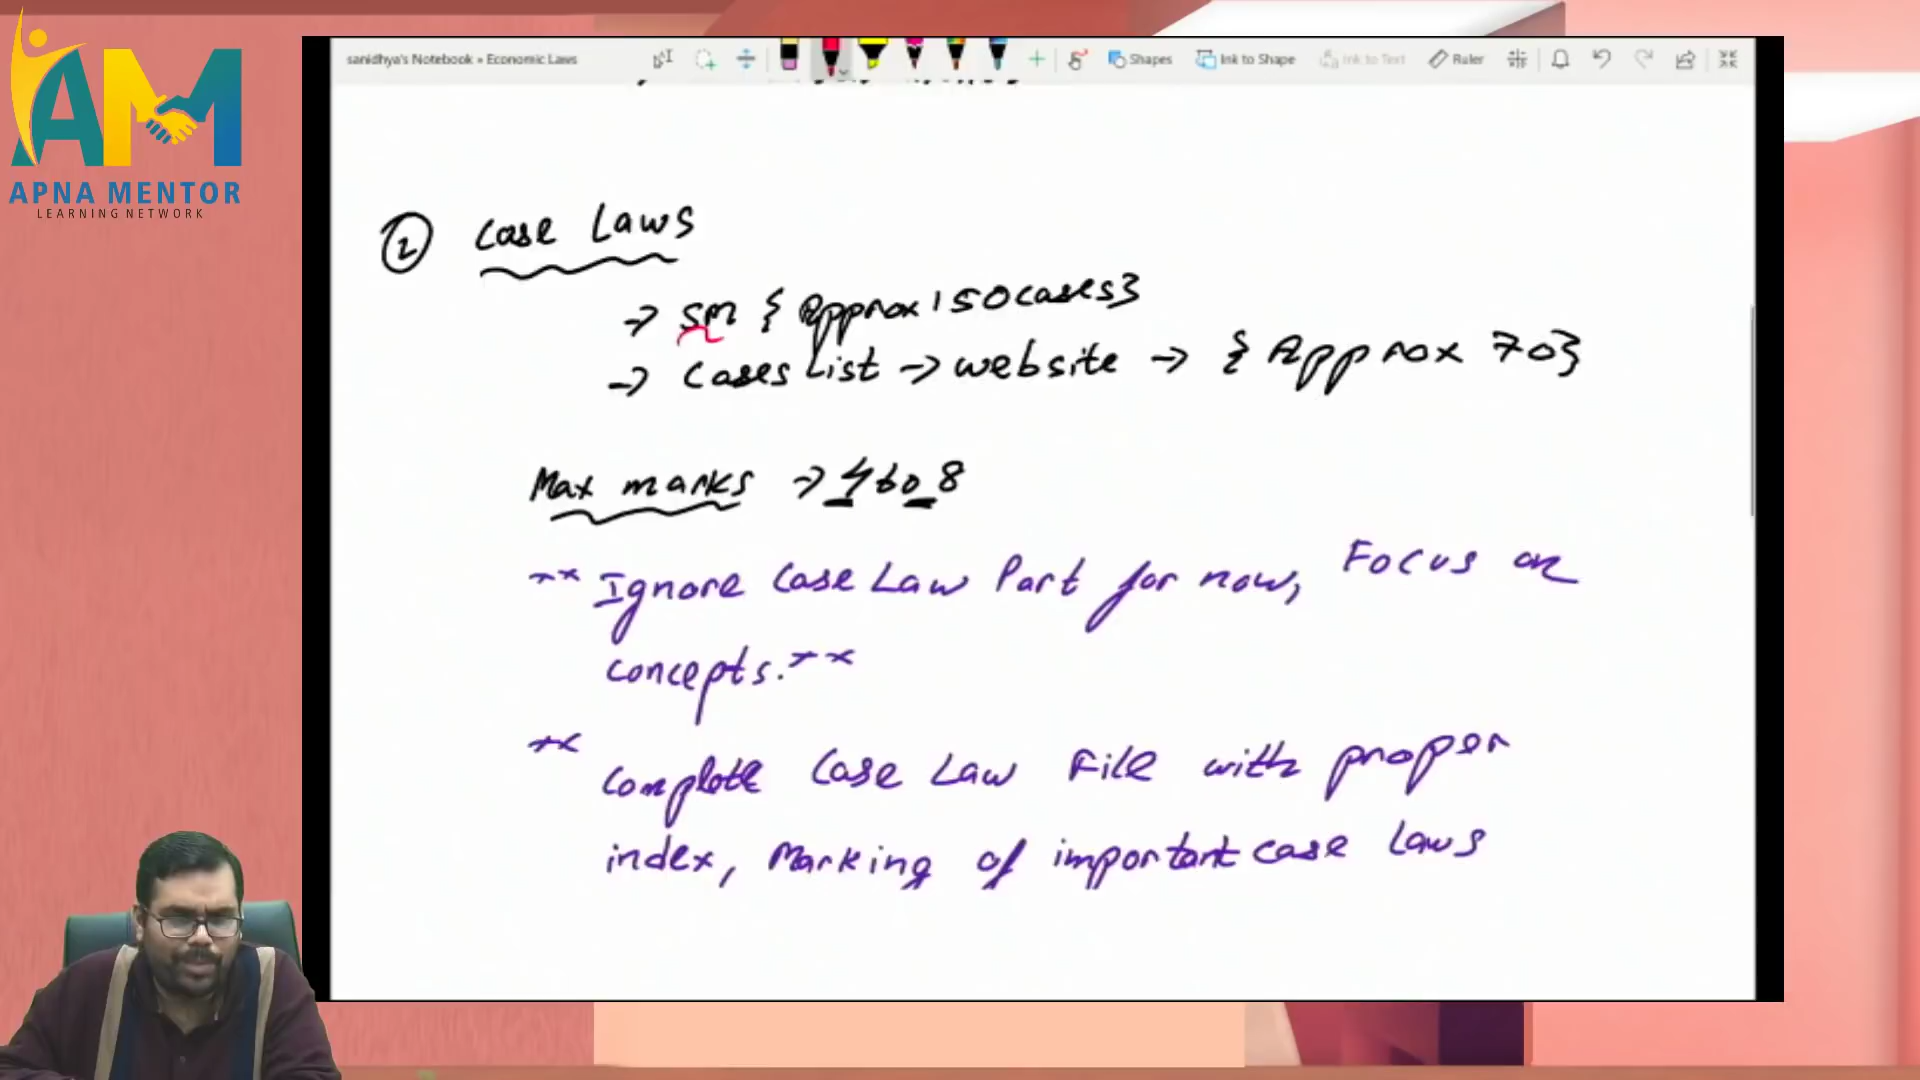 AM
APNA MENTOR
LEARNING NETWORK
sanidhya's Notebook » Economic Laws
Shapes
Ink to Shape
Ink to Text
Ruler
② Case Laws
→ SM { Approx 150 cases}
→ Cases List → website → { Approx 70}
Max marks → 4 to 8
** Ignore Case Law Part for now, Focus on
concepts.**
** Complete Case Law File with proper
index, Marking of important case Laws